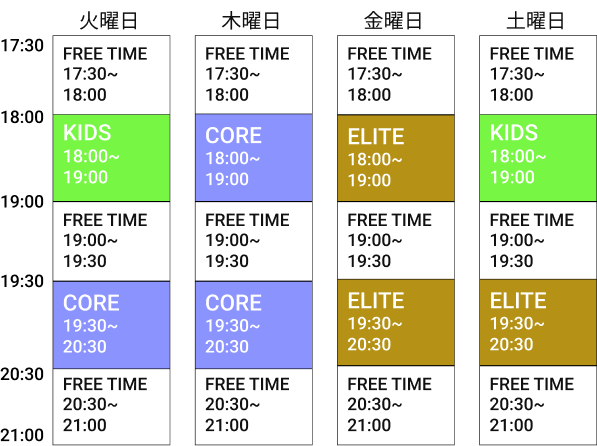 火曜日
木曜日
金曜日
土曜日
17:30
FREE TIME
17:30~
18:00
FREE TIME
17:30~
18:00
FREE TIME
17:30~
18:00
FREE TIME
17:30~
18:00
18:00
KIDS
18:00~
19:00
CORE
18:00~
19:00
ELITE
18:00~
19:00
KIDS
18:00~
19:00
19:00
FREE TIME
19:00~
19:30
FREE TIME
19:00~
19:30
FREE TIME
19:00~
19:30
FREE TIME
19:00~
19:30
19:30
CORE
19:30~
20:30
CORE
19:30~
20:30
ELITE
19:30~
20:30
ELITE
19:30~
20:30
20:30
FREE TIME
20:30~
21:00
FREE TIME
20:30~
21:00
FREE TIME
20:30~
21:00
FREE TIME
20:30~
21:00
21:00